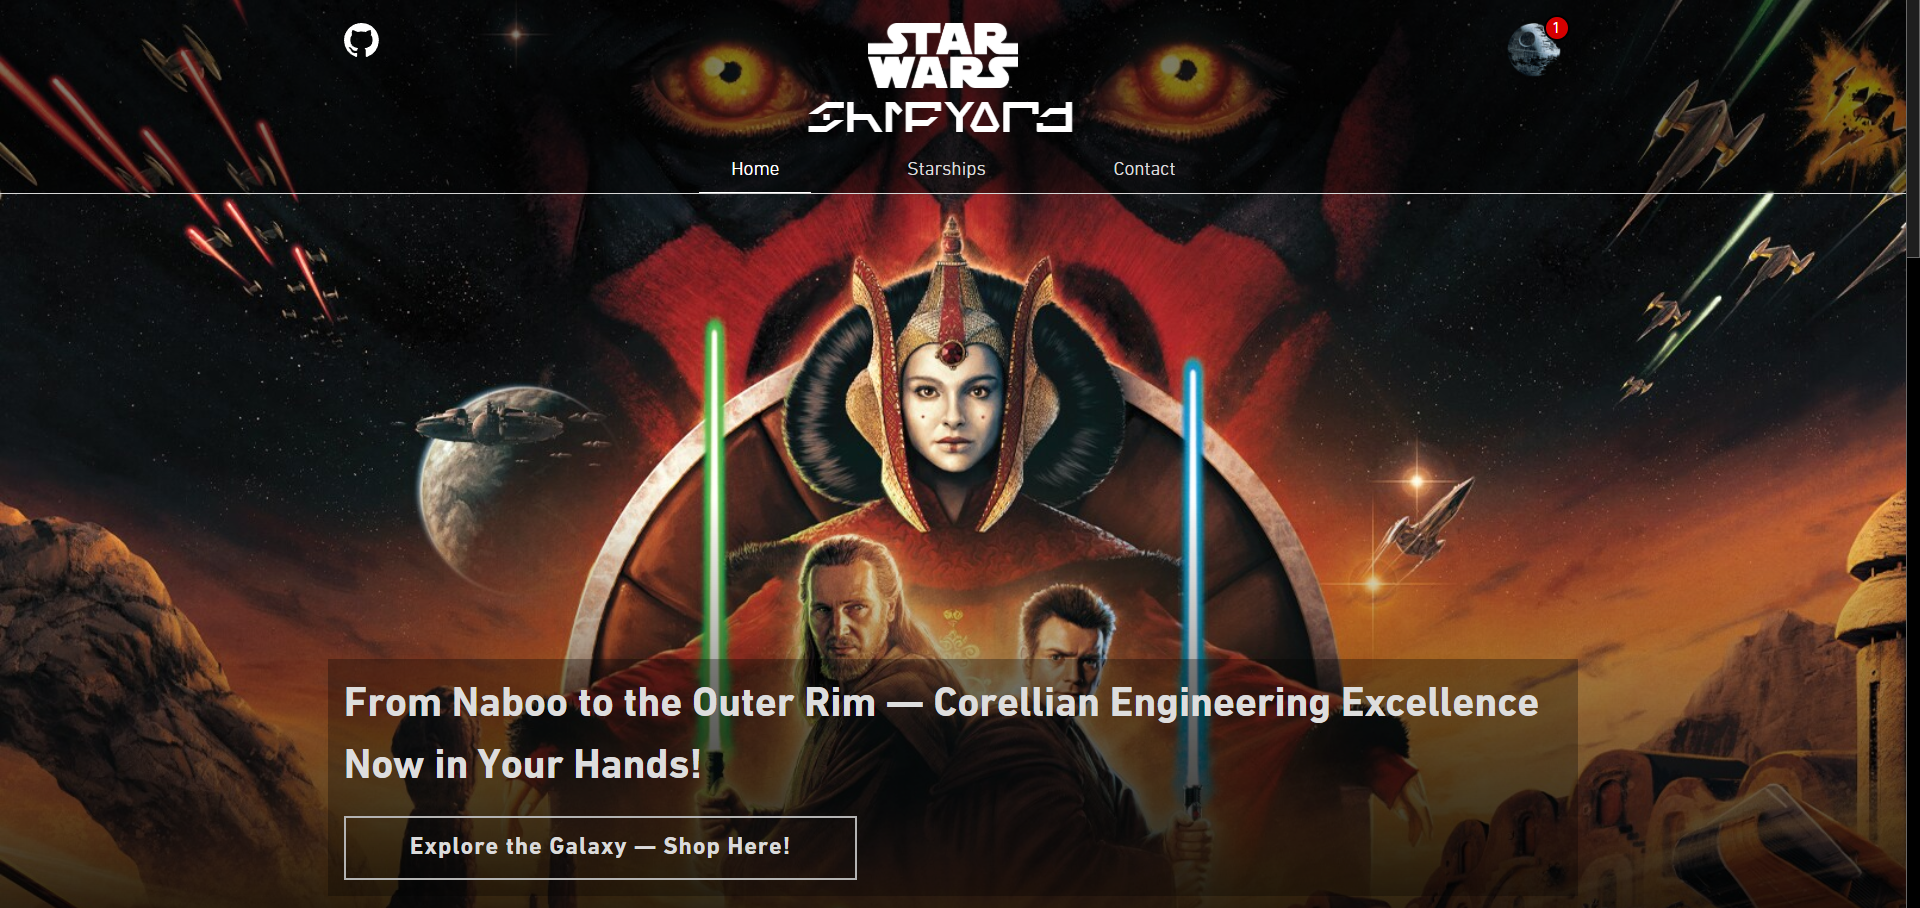 STAR
WARS
1
Shipyard
Home
Starships
Contact
From Naboo to the Outer Rim — Corellian Engineering Excellence
Now in Your Hands!
Explore the Galaxy — Shop Here!